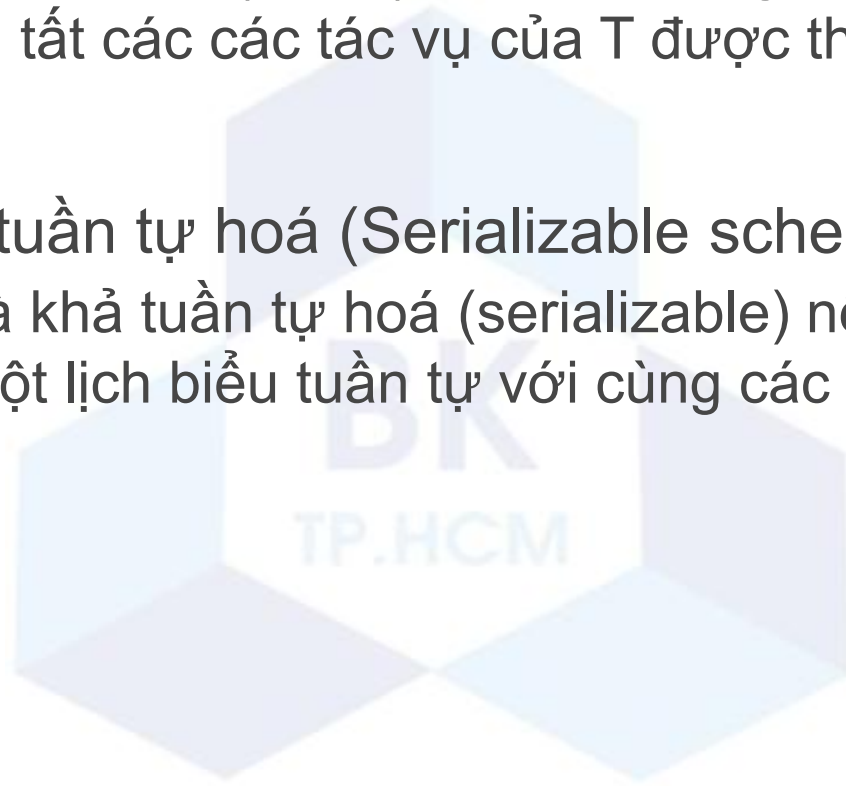 tất các các tác vụ của T được th
tuần tự hoá (Serializable sche
khả tuần tự hoá (serializable) n
ột lịch biểu tuần tự với cùng các
BK
TP.HCM